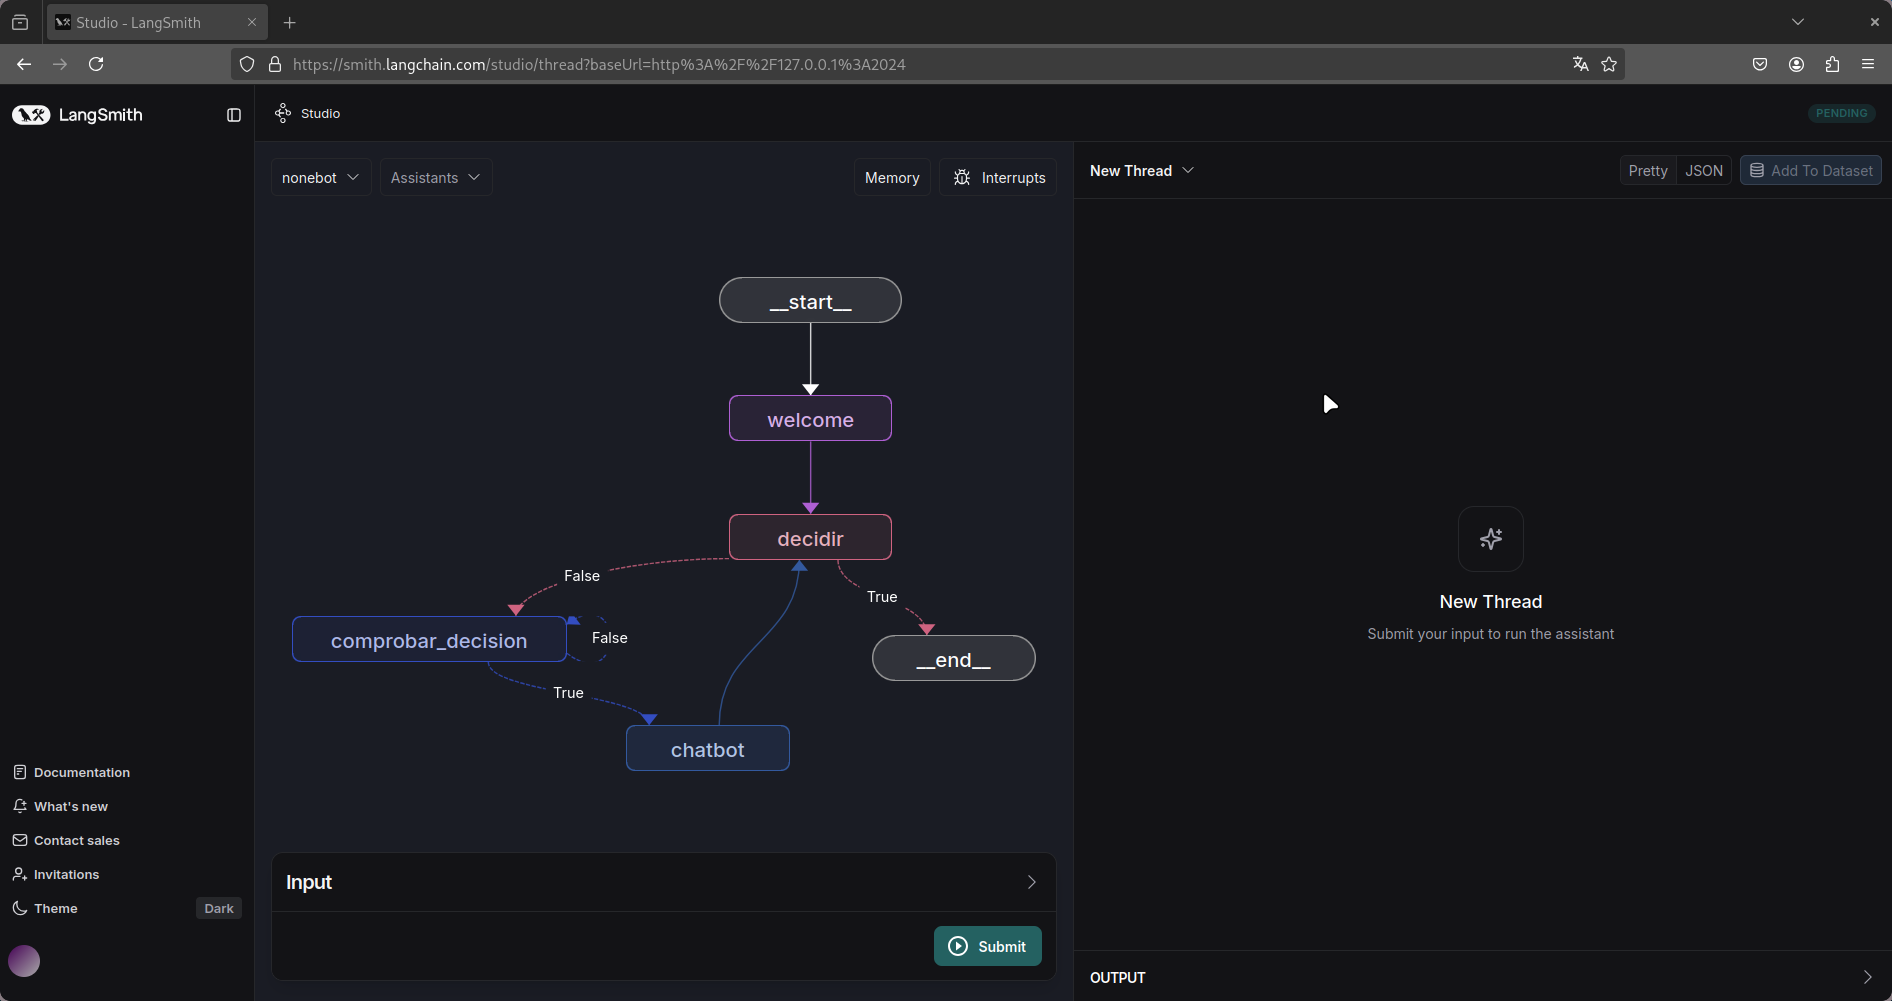 Studio - LangSmith
https://smith.langchain.com/studio/thread?baseUrl=http%3A%2F%2F127.0.0.1%3A2024
LangSmith
Studio
PENDING
nonebot
Assistants
Memory
Interrupts
New Thread
Pretty
JSON
Add To Dataset
__start__
welcome
decidir
False
True
comprobar_decision
False
__end__
True
chatbot
New Thread
Submit your input to run the assistant
Documentation
What's new
Contact sales
Invitations
Theme
Dark
Input
Submit
OUTPUT